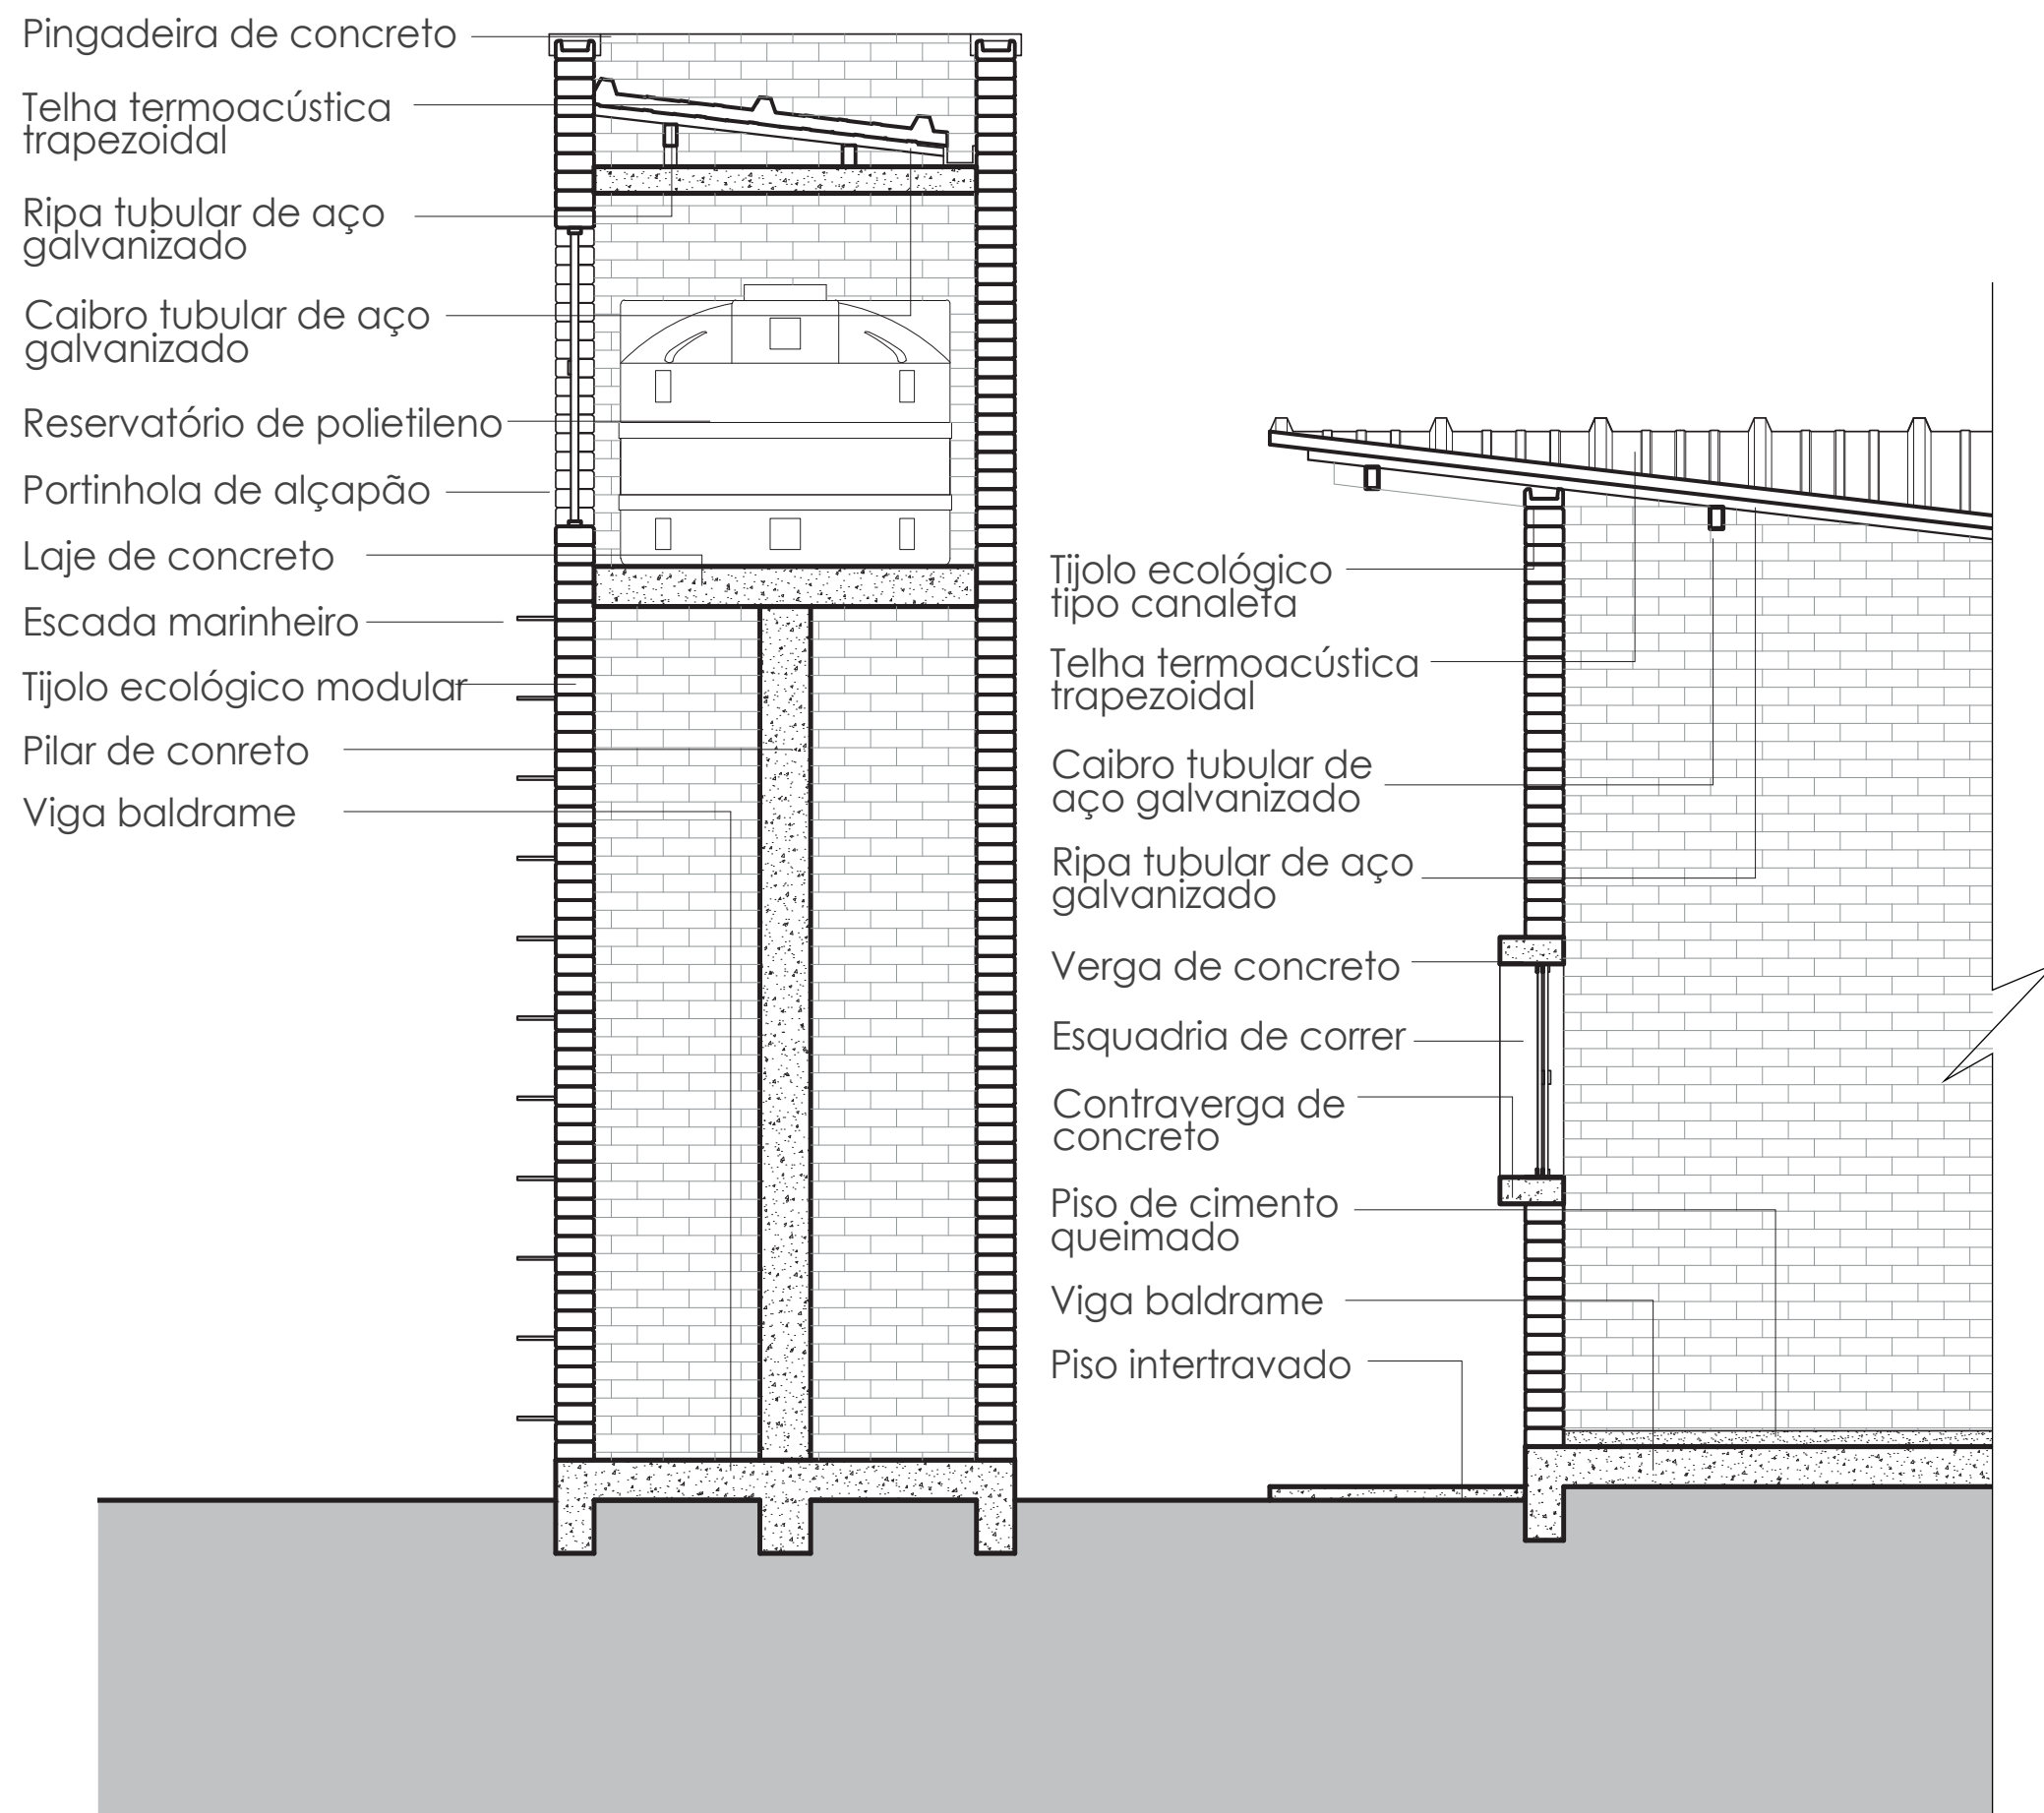 Pingadeira de concreto
Telha termoacústica
trapezoidal
Ripa tubular de aço
galvanizado
Caibro tubular de aço
galvanizado
Reservatório de polietileno
Portinhola de alçapão
Laje de concreto
Escada marinheiro
Tijolo ecológico modular
Pilar de conreto
Viga baldrame
Tijolo ecológico
tipo canaleta
Telha termoacústica
trapezoidal
Caibro tubular de
aço galvanizado
Ripa tubular de aço
galvanizado
Verga de concreto
Esquadria de correr
Contraverga de
concreto
Piso de cimento
queimado
Viga baldrame
Piso intertravado